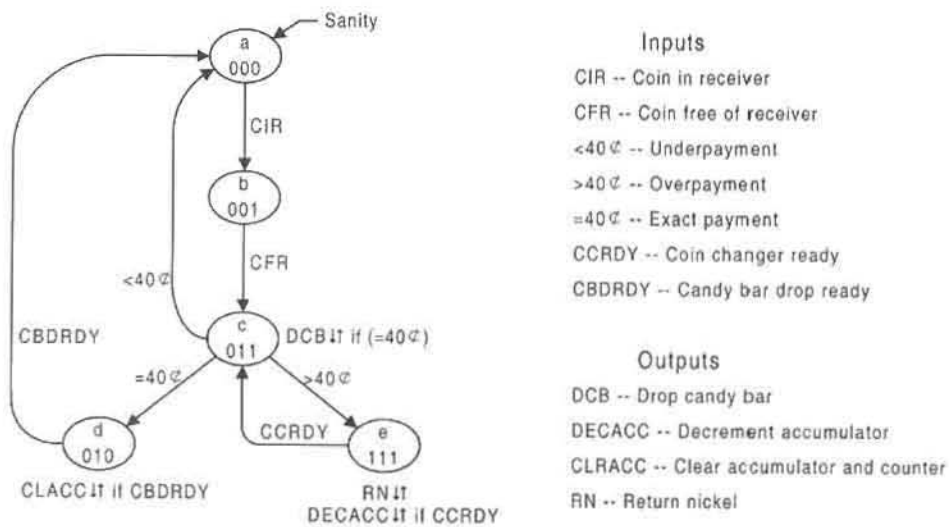 Sanity
a
000
CIR
b
001
CFR
<40¢
CBDRDY
c
011
DCB↓↑ if (=40¢)
=40¢
>40¢
CCRDY
d
010
e
111
CLACC↓↑ if CBDRDY
RN↓↑
DECACC↓↑ if CCRDY
Inputs
CIR -- Coin in receiver
CFR -- Coin free of receiver
<40¢ -- Underpayment
>40¢ -- Overpayment
=40¢ -- Exact payment
CCRDY -- Coin changer ready
CBDRDY -- Candy bar drop ready
Outputs
DCB -- Drop candy bar
DECACC -- Decrement accumulator
CLRACC -- Clear accumulator and counter
RN -- Return nickel